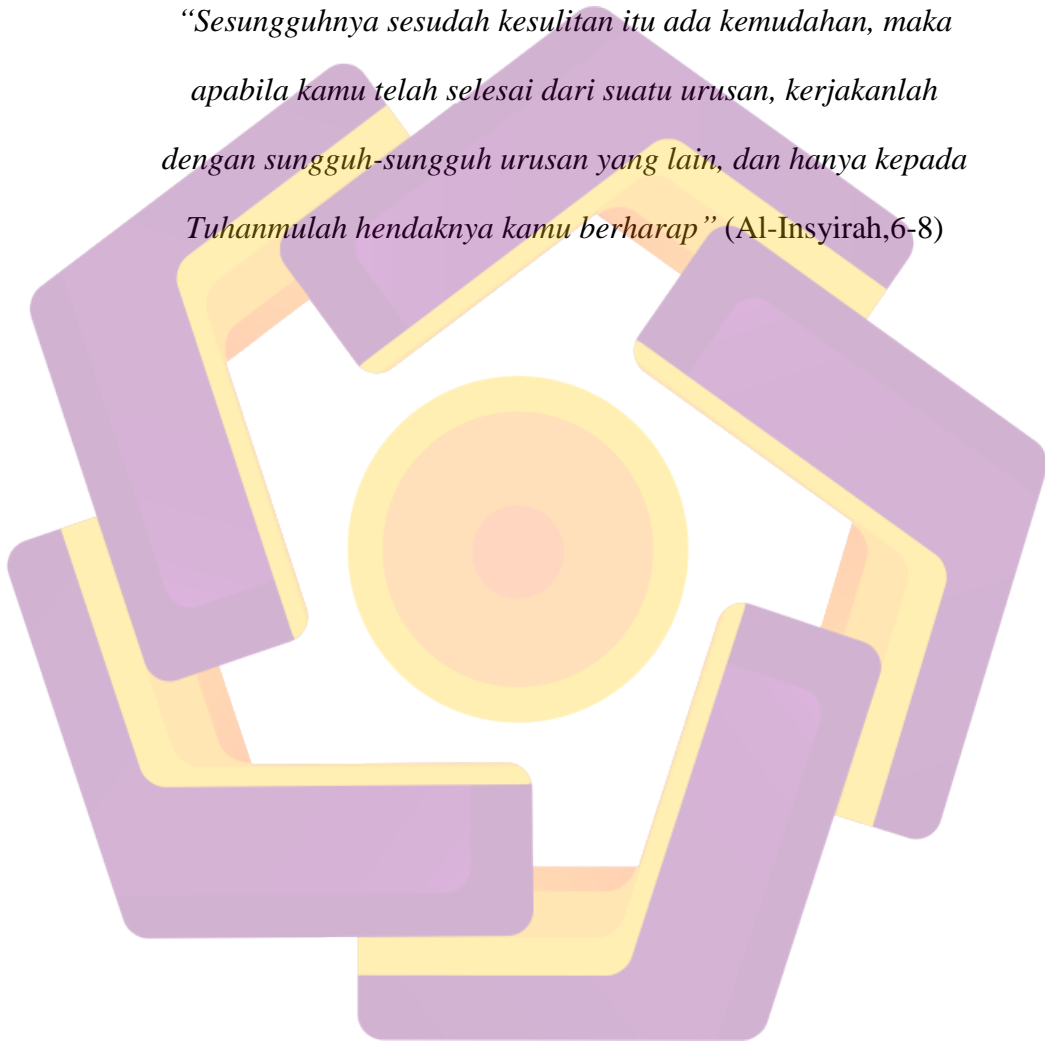 “Sesungguhnya sesudah kesulitan itu ada kemudahan, maka
apabila kamu telah selesai dari suatu urusan, kerjakanlah
dengan sungguh-sungguh urusan yang lain, dan hanya kepada
Tuhanmulah hendaknya kamu berharap” (Al-Insyirah,6-8)